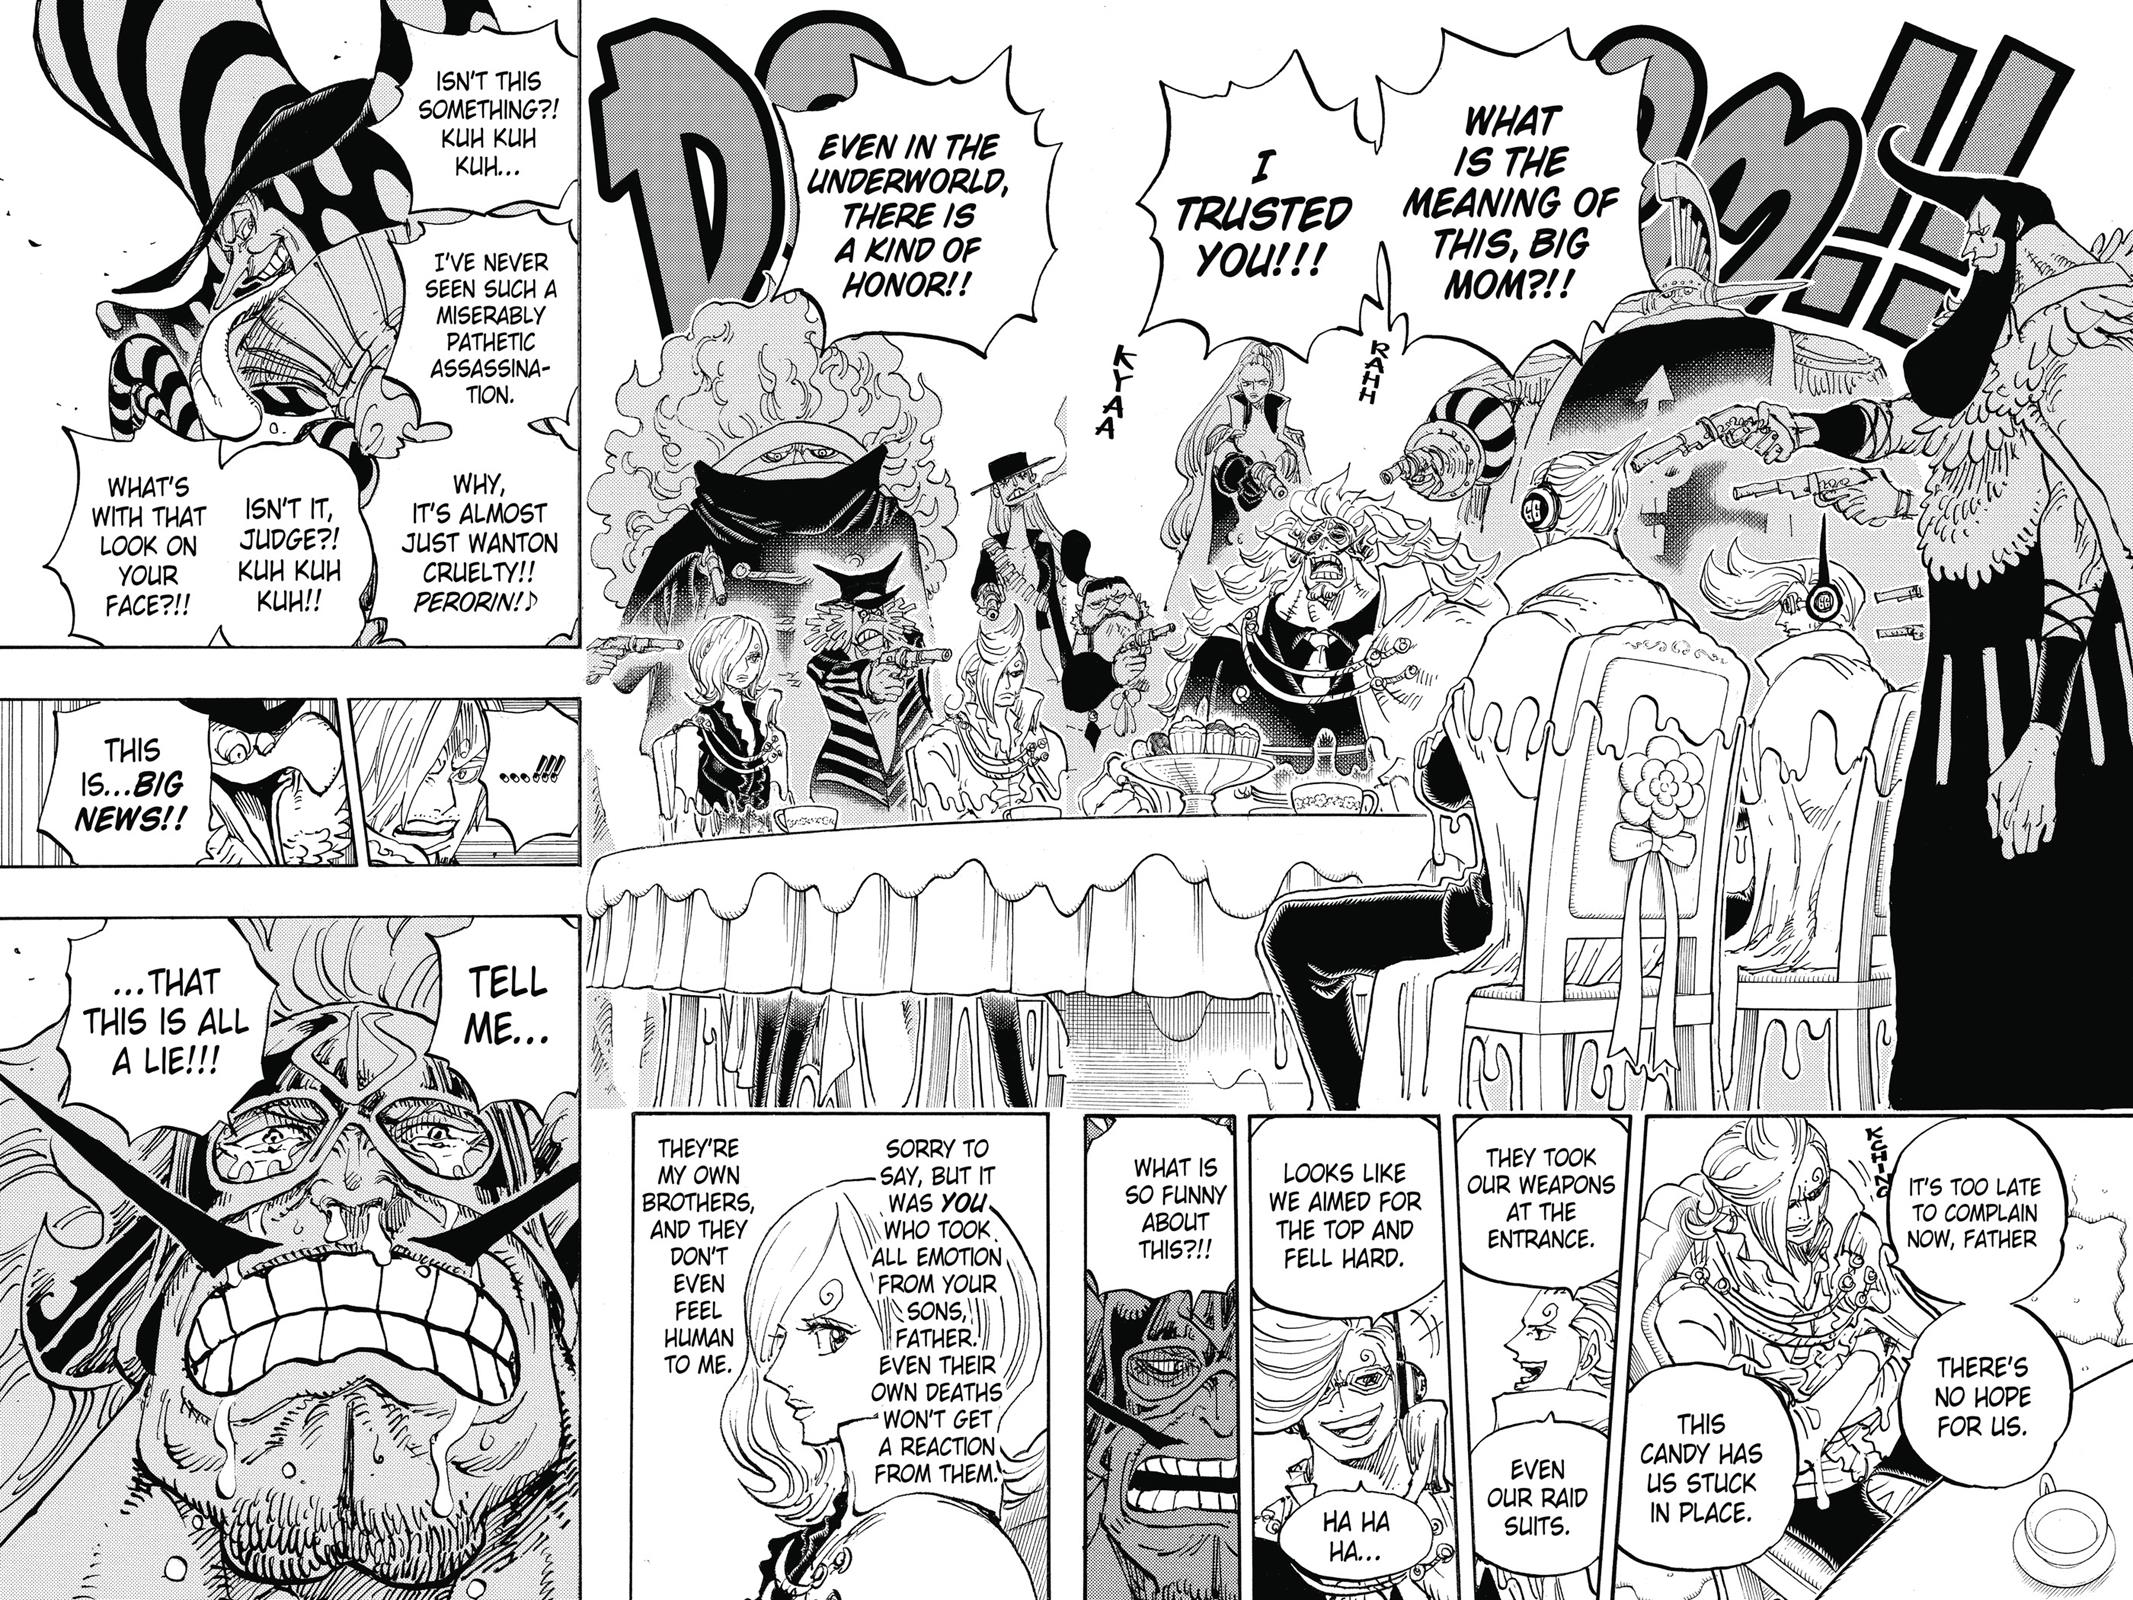 DOOMM!!
WHAT
IS THE
MEANING OF
THIS, BIG
MOM?!!
I
TRUSTED
YOU!!!
EVEN IN THE
UNDERWORLD,
THERE IS
A KIND OF
HONOR!!
RAHH
KYAA
66
66
IT'S TOO LATE
TO COMPLAIN
NOW, FATHER
THERE'S
NO HOPE
FOR US.
KCHING
THIS
CANDY HAS
US STUCK
IN PLACE.
THEY TOOK
OUR WEAPONS
AT THE
ENTRANCE.
EVEN
OUR RAID
SUITS.
LOOKS LIKE
WE AIMED FOR
THE TOP AND
FELL HARD.
HA HA
HA...
WHAT IS
SO FUNNY
ABOUT
THIS?!!
SORRY TO
SAY, BUT IT
WAS YOU
WHO TOOK
ALL EMOTION
FROM YOUR
SONS,
FATHER.
EVEN THEIR
OWN DEATHS
WON'T GET
A REACTION
FROM THEM.
THEY'RE
MY OWN
BROTHERS,
AND THEY
DON'T
EVEN
FEEL
HUMAN
TO ME.
ISN'T THIS
SOMETHING?!
KUH KUH
KUH...
I'VE NEVER
SEEN SUCH A
MISERABLY
PATHETIC
ASSASSINA-
TION.
WHY,
IT'S ALMOST
JUST WANTON
CRUELTY!!
PERORIN!♪
ISN'T IT,
JUDGE?!
KUH KUH
KUH!!
WHAT'S
WITH THAT
LOOK ON
YOUR
FACE?!!
...!!!
THIS
IS...BIG
NEWS!!
TELL
ME...
...THAT
THIS IS ALL
A LIE!!!